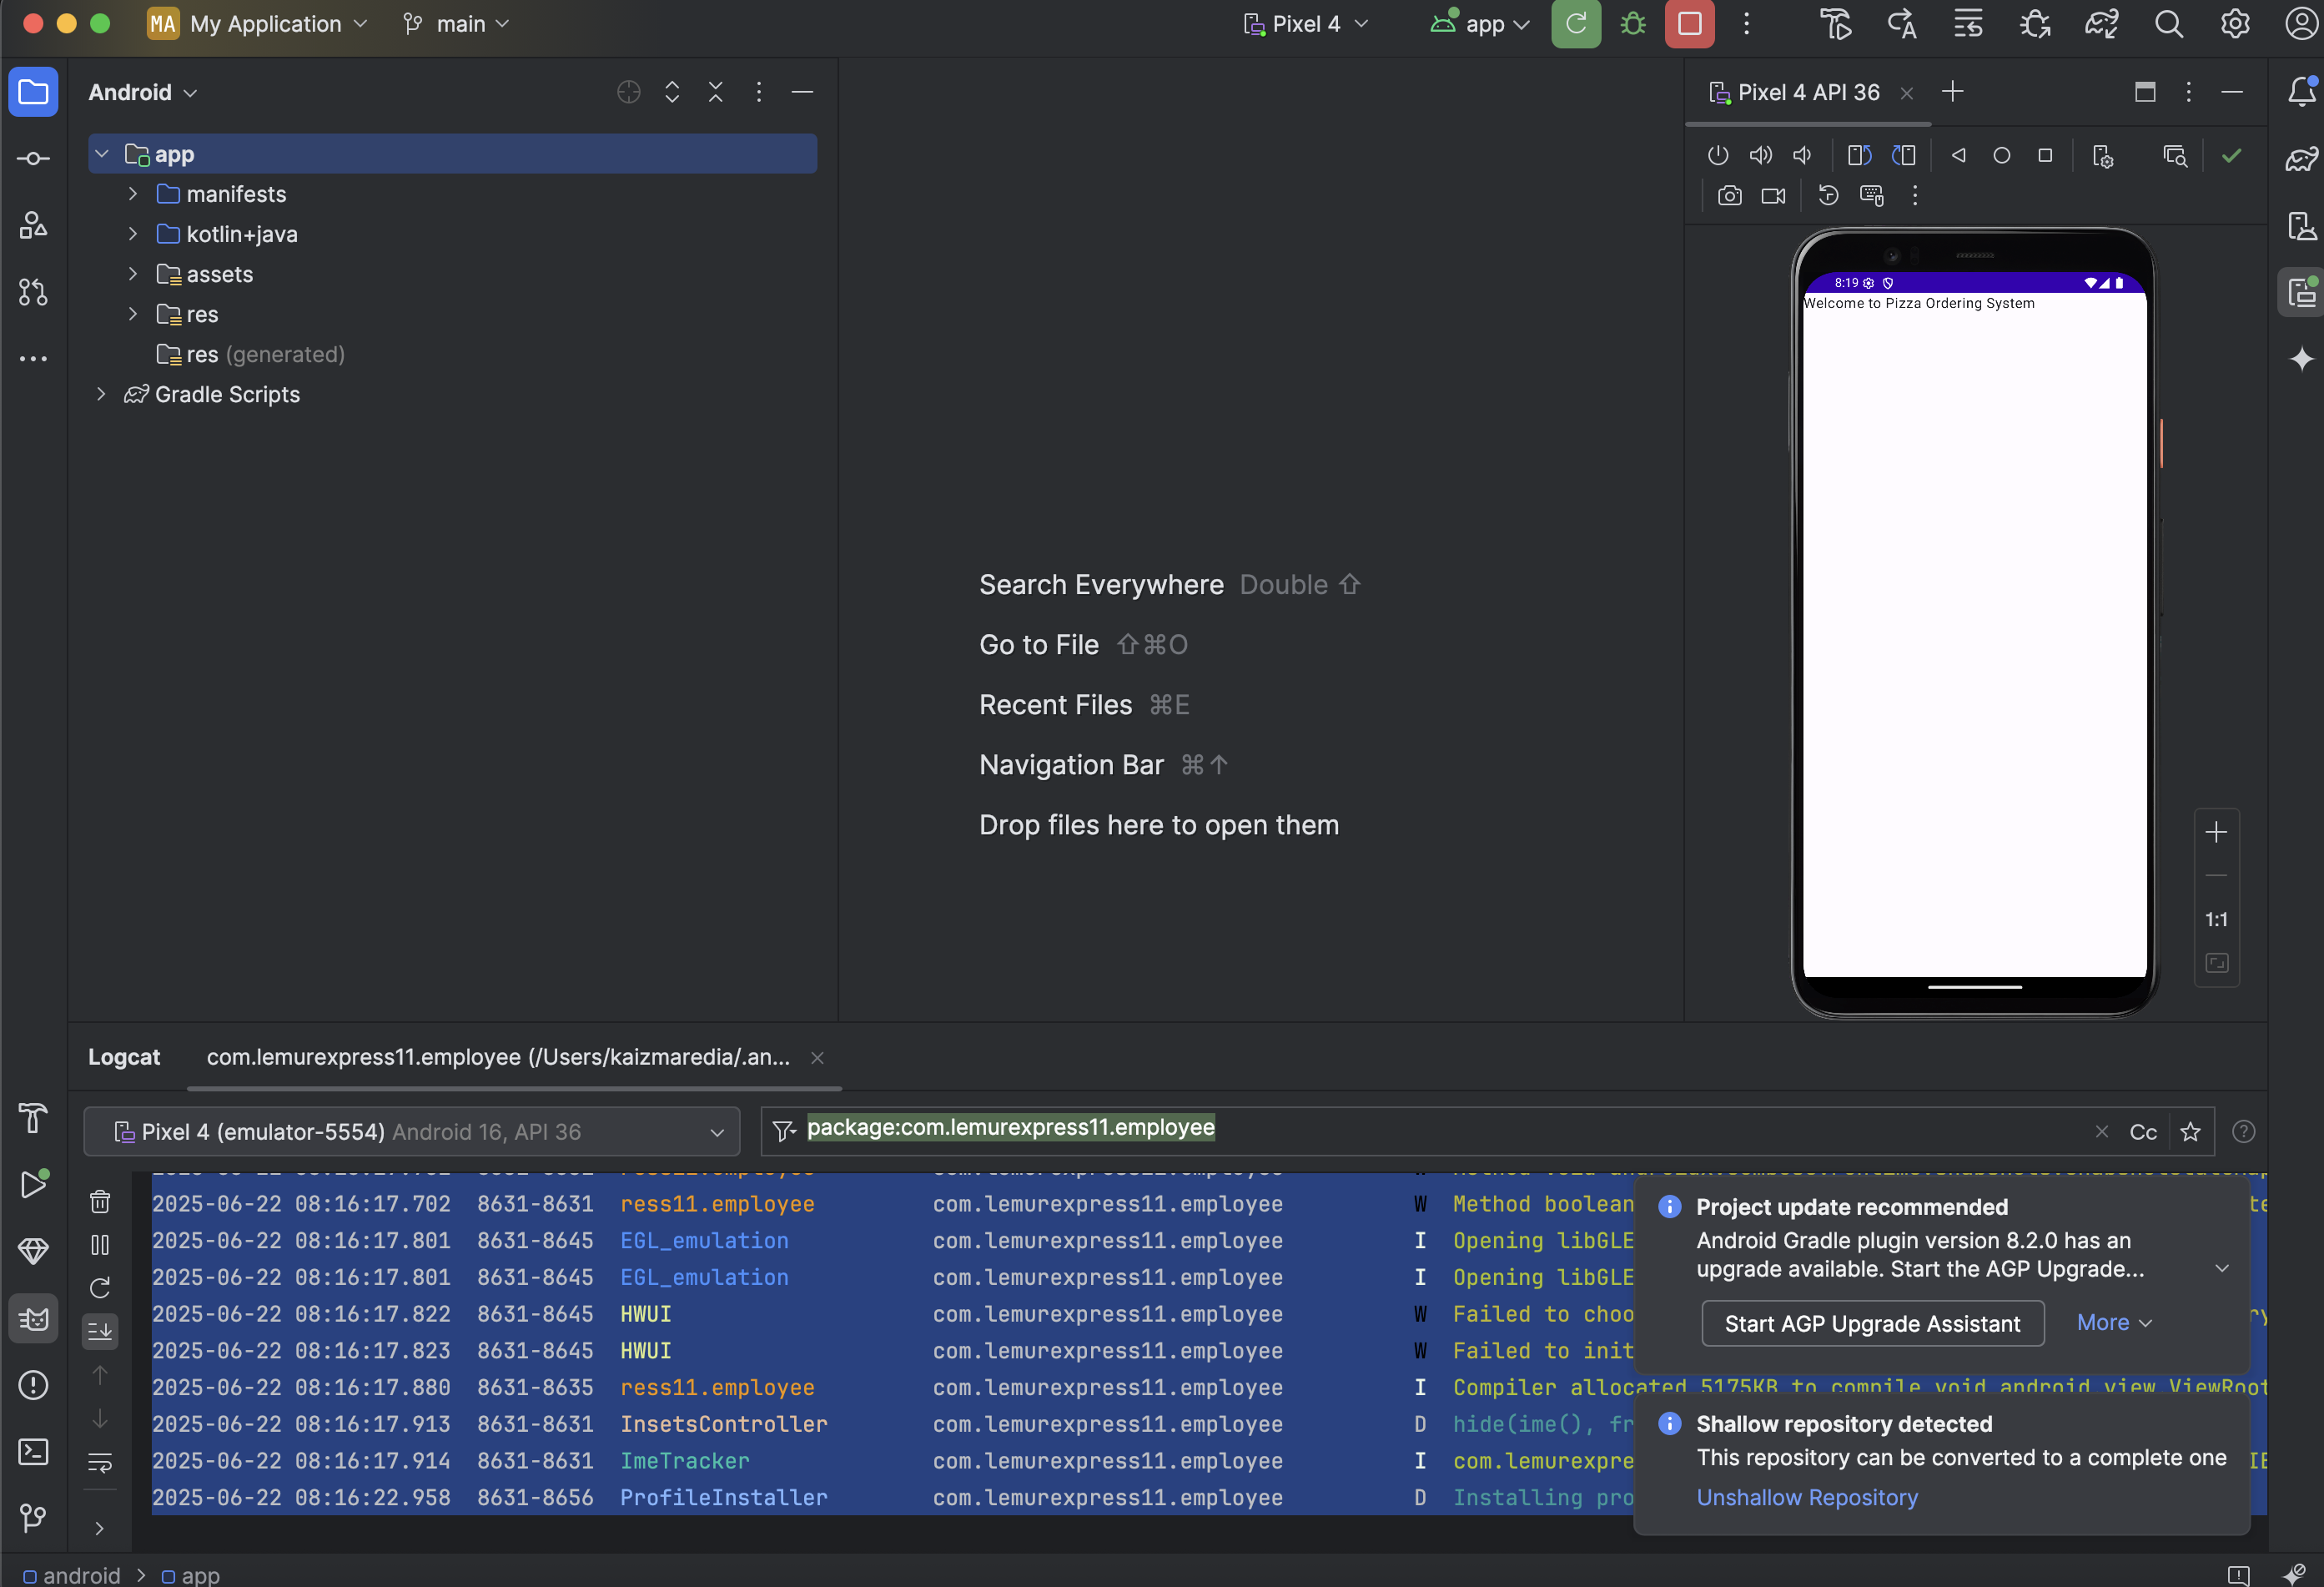 MA My Application
main
Pixel 4
app
Android
app
manifests
kotlin+java
assets
res
res (generated)
Gradle Scripts
Search Everywhere Double ⇧
Go to File ⇧⌘O
Recent Files ⌘E
Navigation Bar ⌘↑
Drop files here to open them
Pixel 4 API 36
8:19
Welcome to Pizza Ordering System
1:1
Logcat
com.lemurexpress11.employee (/Users/kaizmaredia/.an...
Pixel 4 (emulator-5554) Android 16, API 36
package:com.lemurexpress11.employee
Cc
2025-06-22 08:16:17.702 8631-8631 ress11.employee com.lemurexpress11.employee W Method boolean
2025-06-22 08:16:17.801 8631-8645 EGL_emulation com.lemurexpress11.employee I Opening libGLE
2025-06-22 08:16:17.801 8631-8645 EGL_emulation com.lemurexpress11.employee I Opening libGLE
2025-06-22 08:16:17.822 8631-8645 HWUI com.lemurexpress11.employee W Failed to choo
2025-06-22 08:16:17.823 8631-8645 HWUI com.lemurexpress11.employee W Failed to init
2025-06-22 08:16:17.880 8631-8635 ress11.employee com.lemurexpress11.employee I Compiler allocated 5175KB to compile void android.view.ViewRoot
2025-06-22 08:16:17.913 8631-8631 InsetsController com.lemurexpress11.employee D hide(ime(), fr
2025-06-22 08:16:17.914 8631-8631 ImeTracker com.lemurexpress11.employee I com.lemurexpre
2025-06-22 08:16:22.958 8631-8656 ProfileInstaller com.lemurexpress11.employee D Installing pro
Project update recommended
Android Gradle plugin version 8.2.0 has an
upgrade available. Start the AGP Upgrade...
Start AGP Upgrade Assistant
More
Shallow repository detected
This repository can be converted to a complete one
Unshallow Repository
android > app